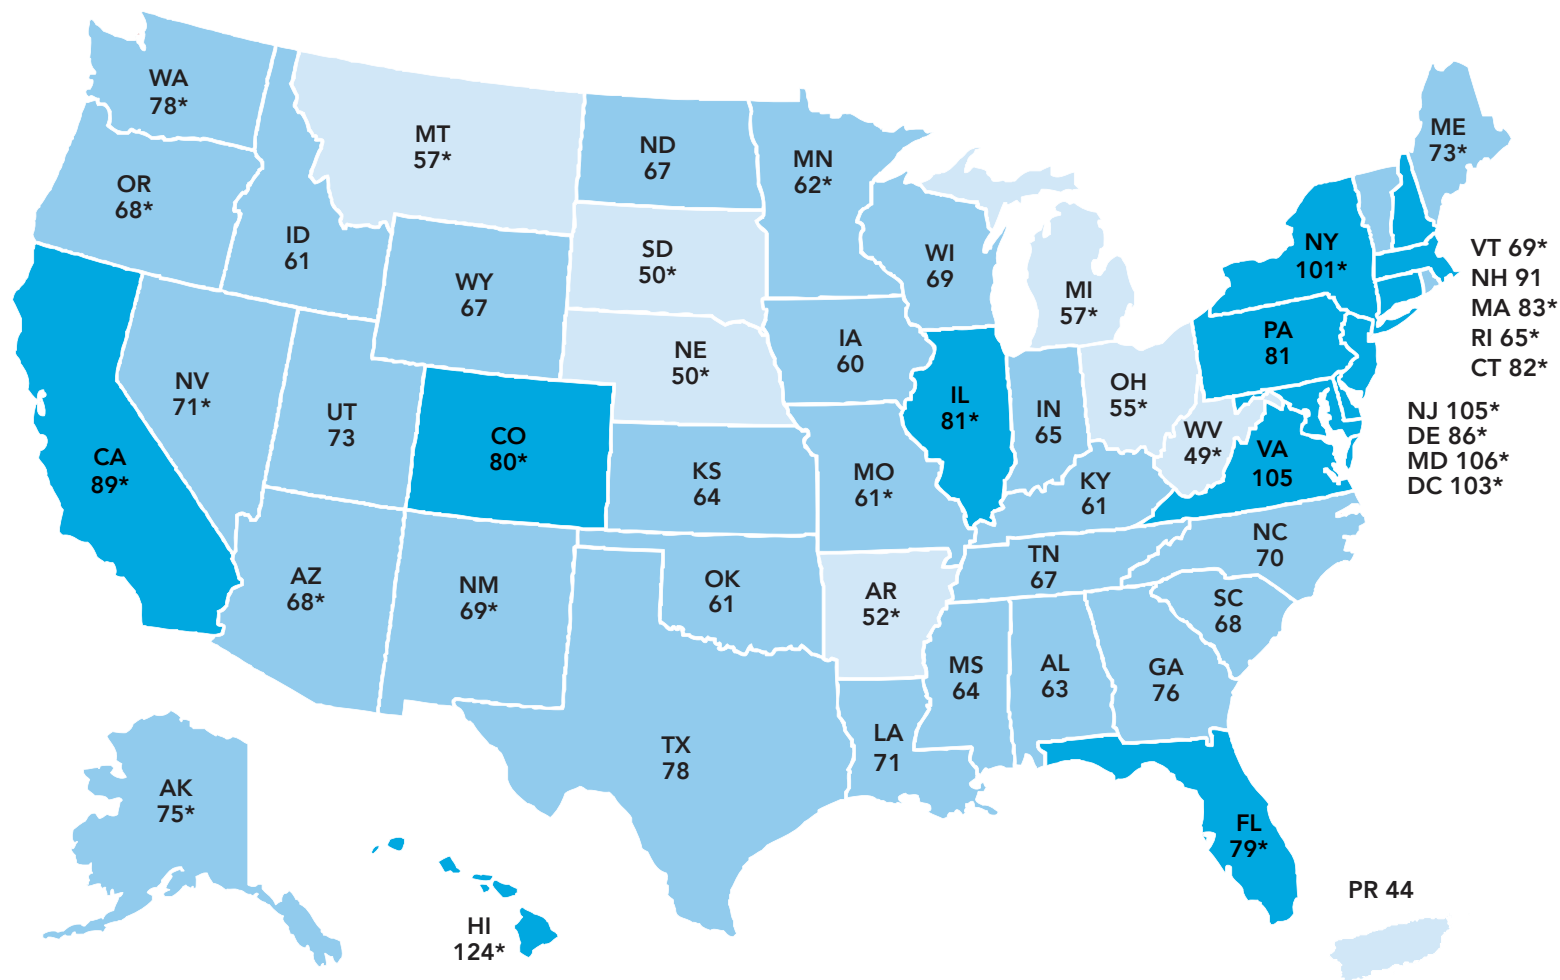 WA
78*
OR
68*
ID
61
MT
57*
ND
67
MN
62*
SD
50*
WY
67
WI
69
MI
57*
NY
101*
ME
73*
VT 69*
NH 91
MA 83*
RI 65*
CT 82*
NE
50*
IA
60
PA
81
NV
71*
UT
73
CO
80*
IL
81*
IN
65
OH
55*
WV
49*
VA
105
NJ 105*
DE 86*
MD 106*
DC 103*
CA
89*
KS
64
MO
61*
KY
61
AZ
68*
NM
69*
OK
61
AR
52*
TN
67
NC
70
SC
68
MS
64
AL
63
GA
76
TX
78
LA
71
AK
75*
FL
79*
HI
124*
PR 44